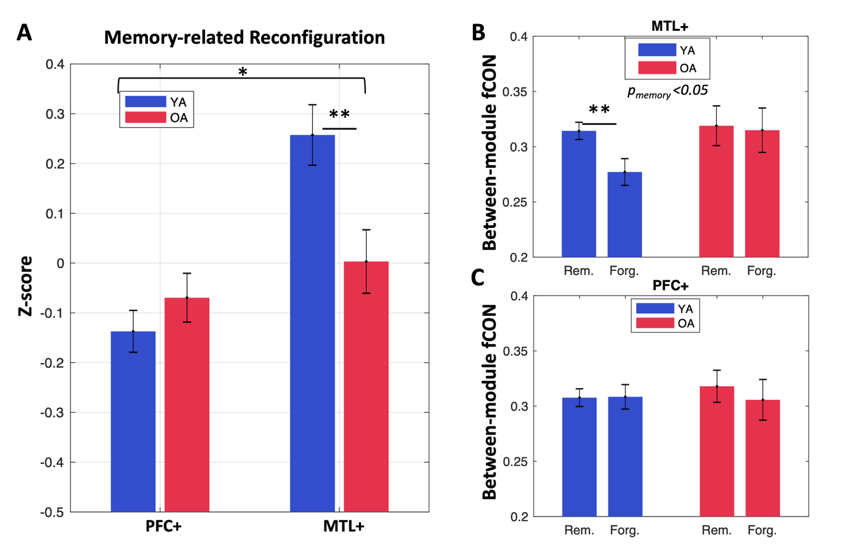 A
Memory-related Reconfiguration
Z-score
0.4
0.3
0.2
0.1
0
-0.1
-0.2
-0.3
-0.4
-0.5
*
**
YA
OA
PFC+
MTL+
B
MTL+
Between-module fCON
0.4
0.35
0.3
0.25
0.2
YA
OA
pmemory <0.05
**
Rem.
Forg.
Rem.
Forg.
C
PFC+
Between-module fCON
0.4
0.35
0.3
0.25
0.2
YA
OA
Rem.
Forg.
Rem.
Forg.